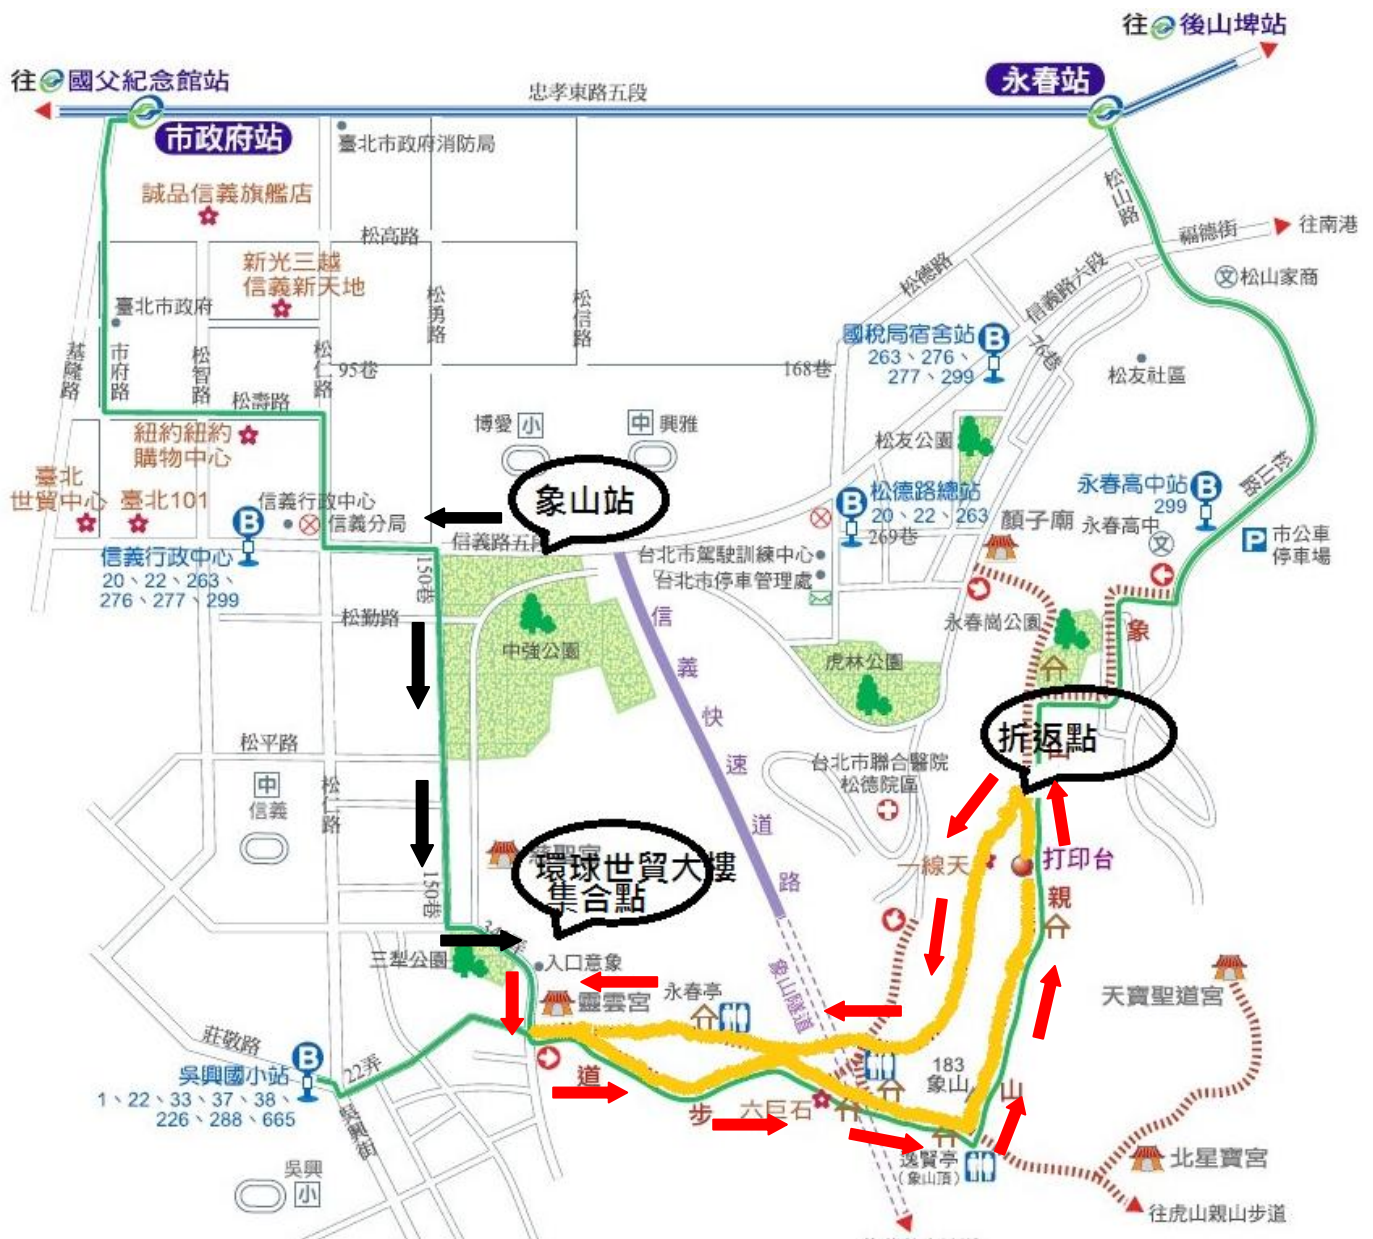 往後山埤站
往國父紀念館站
永春站
忠孝東路五段
市政府站
臺北市政府消防局
誠品信義旗艦店
松山路
松高路
福德街
往南港
新光三越
信義新天地
松德路
信義路六段
文
松山家商
臺北市政府
松勇路
松信路
國稅局宿舍站
B
263、276、
277、299
76巷
基隆路
市府路
松智路
松仁路
95巷
168巷
松友社區
松壽路
博愛
小
中
興雅
松友公園
紐約紐約
購物中心
松山路
臺北
世貿中心
臺北101
B
信義行政中心
信義分局
象山站
B
松德路總站
20、22、263
269巷
永春高中站
299
B
顏子廟
永春高中
文
P
市公車
停車場
信義路五段
信義行政中心
20、22、263、
276、277、299
150巷
台北市駕駛訓練中心
台北市停車管理處
松勤路
中強公園
信義快速道路
永春崗公園
象
虎林公園
折返點
山
松平路
中
信義
松仁路
台北市聯合醫院
松德院區
慈聖宮
環球世貿大樓
集合點
一線天
打印台
親
150巷
三犁公園
入口意象
靈雲宮
永春亭
象山隧道
天寶聖道宮
莊敬路
B
吳興國小站
1、22、33、37、38、
226、288、665
22弄
道
183
象山
山
步
六巨石
吳興街
逸賢亭
(象山頂)
北星寶宮
吳興
小
往虎山親山步道